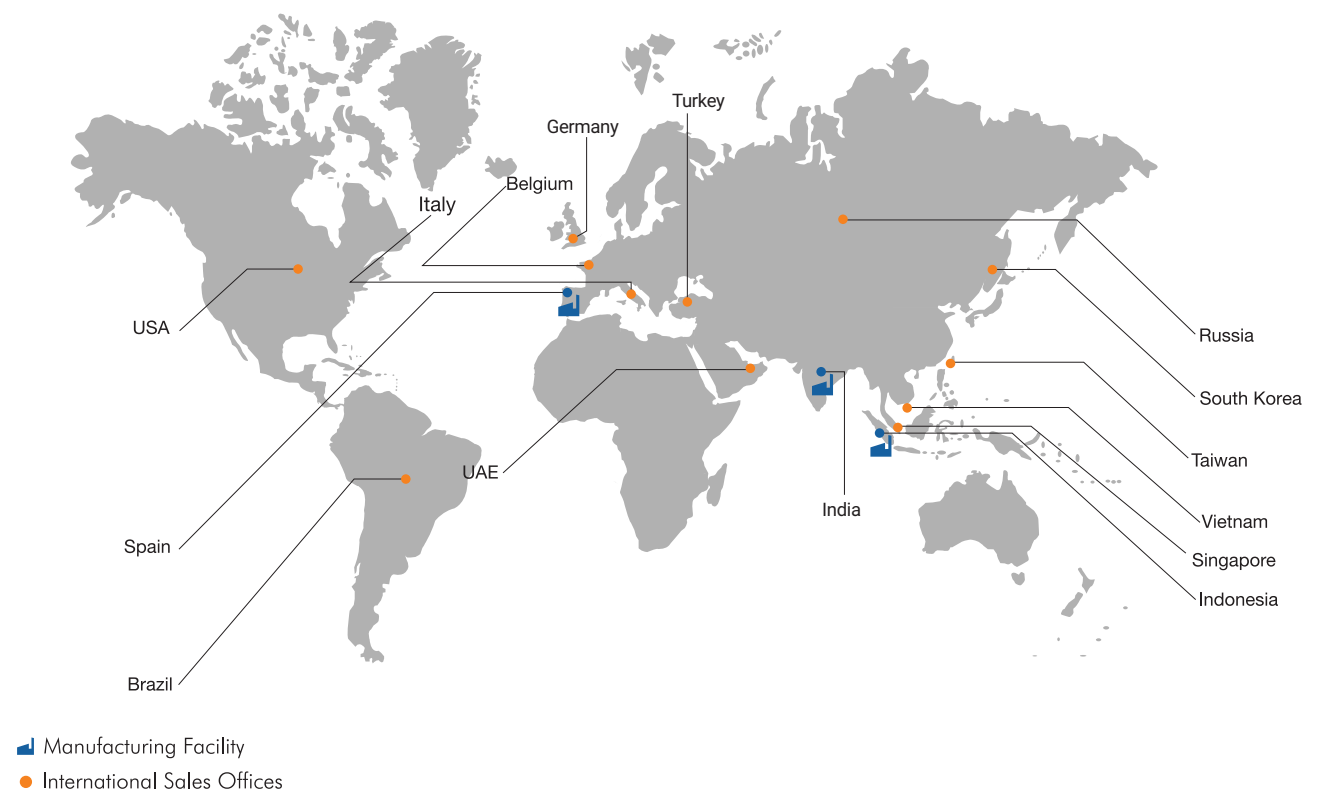 Turkey
Germany
Belgium
Italy
USA
Russia
South Korea
Taiwan
UAE
India
Vietnam
Spain
Singapore
Indonesia
Brazil
Manufacturing Facility
International Sales Offices